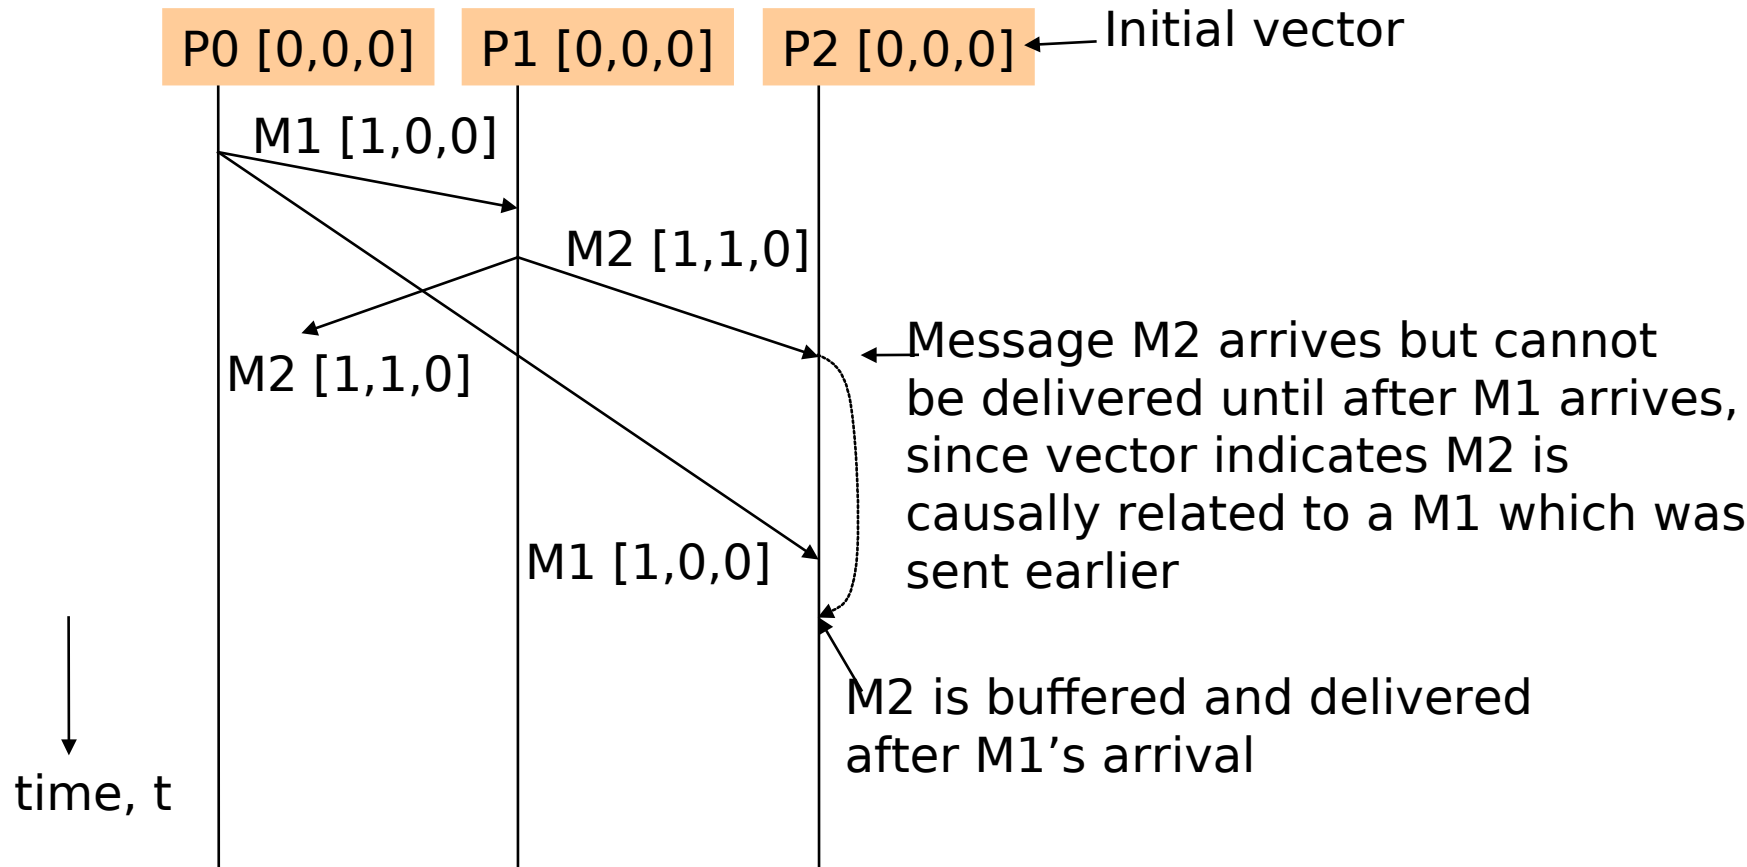 P0 [0,0,0]
P1 [0,0,0]
P2 [0,0,0]
Initial vector
M1 [1,0,0]
M2 [1,1,0]
M2 [1,1,0]
Message M2 arrives but cannot
be delivered until after M1 arrives,
since vector indicates M2 is
causally related to a M1 which was
sent earlier
M1 [1,0,0]
M2 is buffered and delivered
after M1’s arrival
time, t